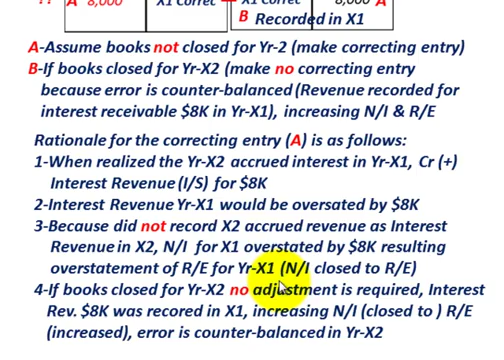 A 8,000 X1 Correc X1 Correc 8,000 A
B Recorded in X1
A-Assume books not closed for Yr-2 (make correcting entry)
B-If books closed for Yr-X2 (make no correcting entry
because error is counter-balanced (Revenue recorded for
interest receivable $8K in Yr-X1), increasing N/I & R/E
Rationale for the correcting entry (A) is as follows:
1-When realized the Yr-X2 accrued interest in Yr-X1, Cr (+)
Interest Revenue (I/S) for $8K
2-Interest Revenue Yr-X1 would be oversated by $8K
3-Because did not record X2 accrued revenue as Interest
Revenue in X2, N/I for X1 overstated by $8K resulting
overstatement of R/E for Yr-X1 (N/I closed to R/E)
4-If books closed for Yr-X2 no adjustment is required, Interest
Rev. $8K was recored in X1, increasing N/I (closed to ) R/E
(increased), error is counter-balanced in Yr-X2